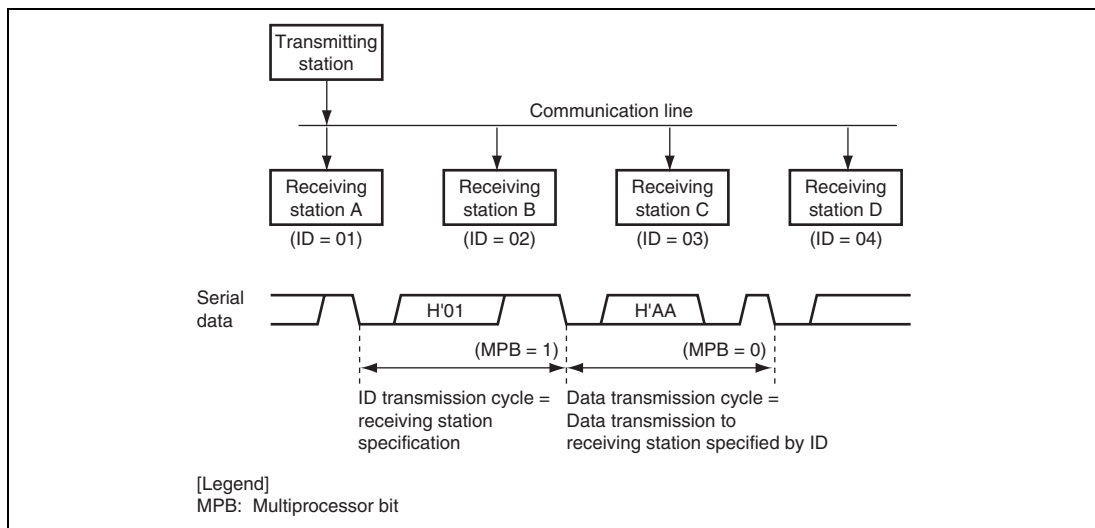 Transmitting
station
Communication line
Receiving
station A
(ID = 01)
Receiving
station B
(ID = 02)
Receiving
station C
(ID = 03)
Receiving
station D
(ID = 04)
Serial
data
H'01
H'AA
(MPB = 1)
(MPB = 0)
ID transmission cycle =
receiving station
specification
Data transmission cycle =
Data transmission to
receiving station specified by ID
[Legend]
MPB: Multiprocessor bit